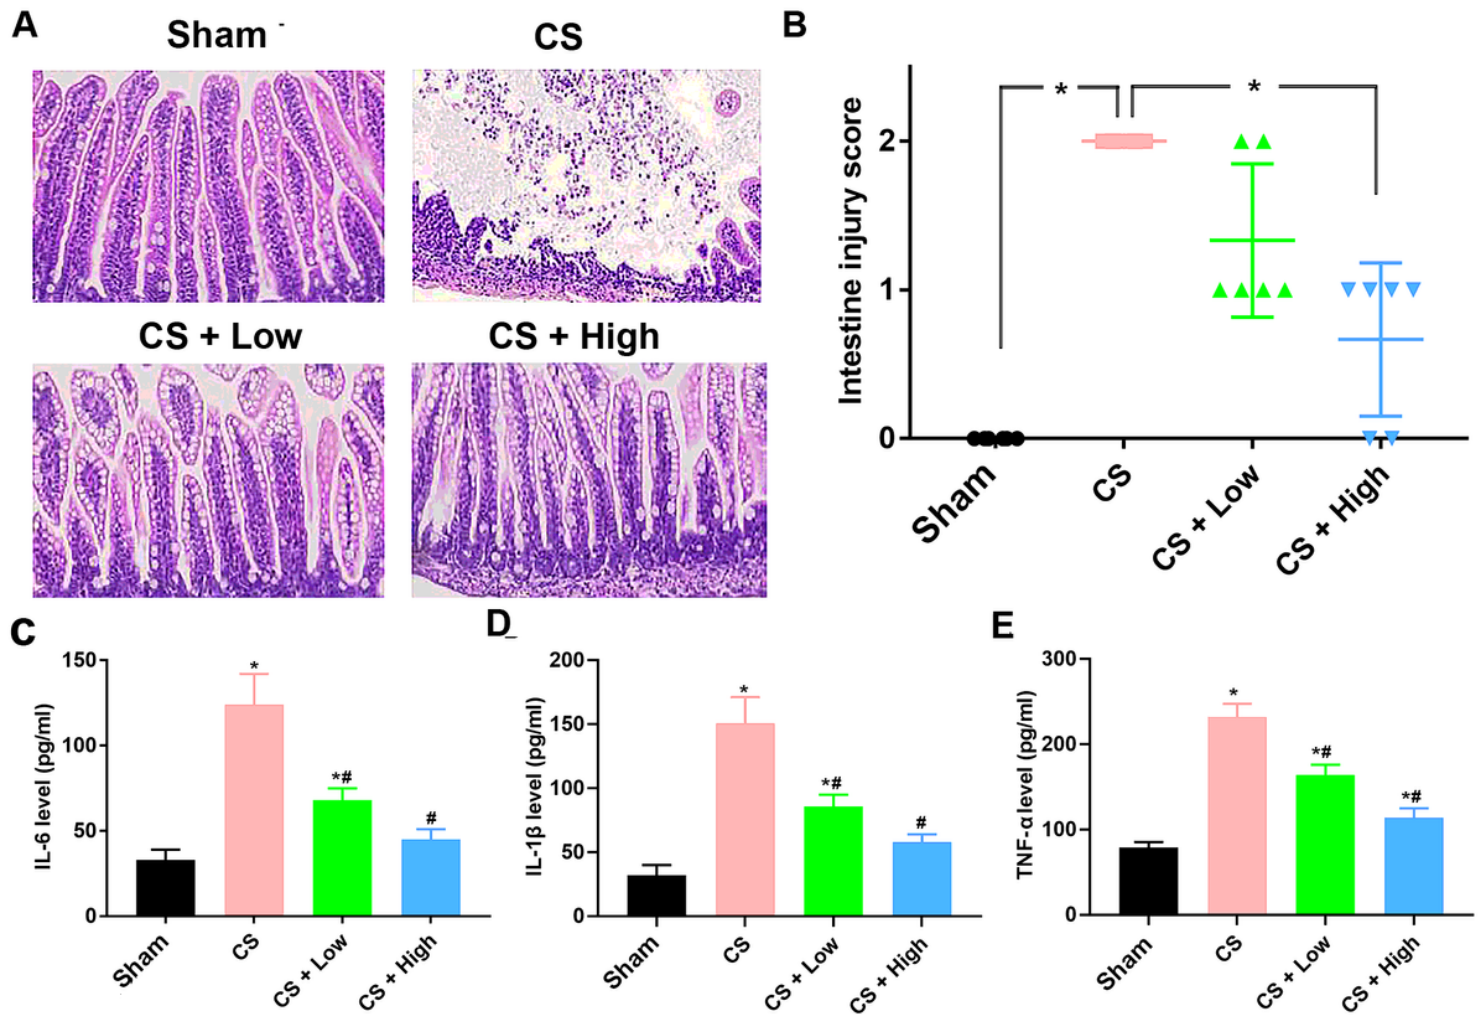 A
Sham
CS
CS + Low
CS + High
B
Intestine injury score
2
1
0
*
*
Sham
CS
CS + Low
CS + High
C
IL-6 level (pg/ml)
150
100
50
0
*
*#
#
Sham
CS
CS + Low
CS + High
D
IL-1β level (pg/ml)
200
150
100
50
0
*
*#
#
Sham
CS
CS + Low
CS + High
E
TNF-α level (pg/ml)
300
200
100
0
*
*#
*#
Sham
CS
CS + Low
CS + High